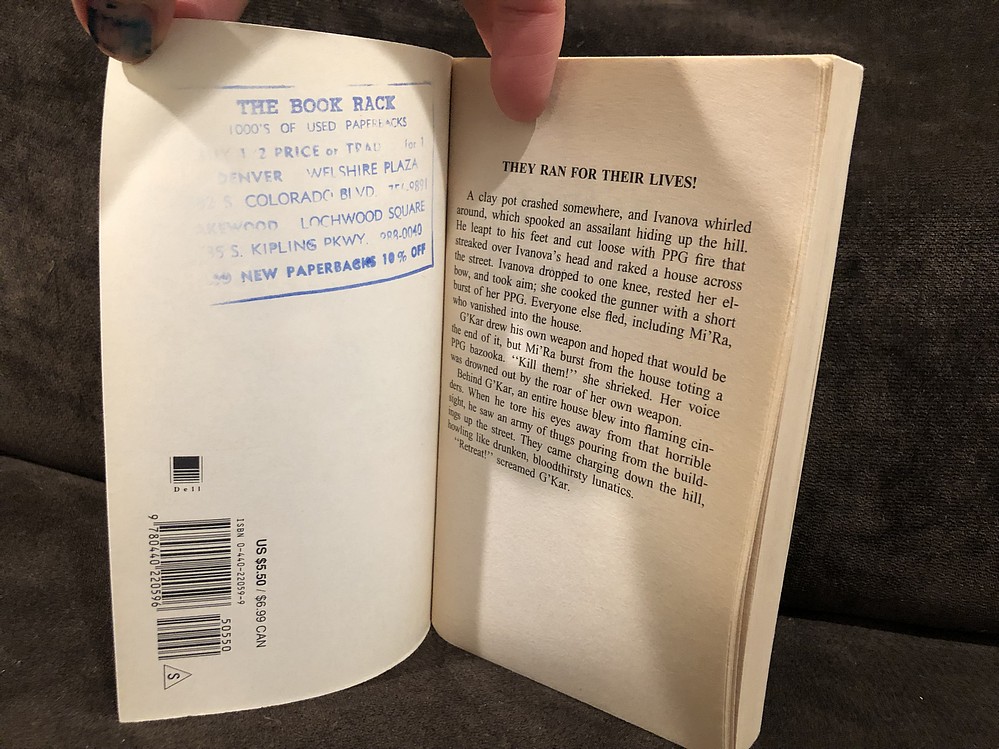 THE BOOK RACK
1000'S OF USED PAPERBACKS
1/2 PRICE or for 1
DENVER WELSHIRE PLAZA
S. COLORADO BLVD.
LOCHWOOD SQUARE
S. KIPLING PKWY. 988-0040
NEW PAPERBACKS 10% OFF
Dell
ISBN 0-440-22059-9
9 780440 220596
50550
US $5.50 / $6.99 CAN
S
THEY RAN FOR THEIR LIVES!
A clay pot crashed somewhere, and Ivanova whirled
around, which spooked an assailant hiding up the hill.
He leapt to his feet and cut loose with PPG fire that
streaked over Ivanova's head and raked a house across
the street. Ivanova dropped to one knee, rested her el-
bow, and took aim; she cooked the gunner with a short
burst of her PPG. Everyone else fled, including Mi'Ra,
who vanished into the house.
G'Kar drew his own weapon and hoped that would be
the end of it, but Mi'Ra burst from the house toting a
PPG bazooka. "Kill them!" she shrieked. Her voice
was drowned out by the roar of her own weapon.
Behind G'Kar, an entire house blew into flaming cin-
ders. When he tore his eyes away from that horrible
sight, he saw an army of thugs pouring from the build-
ings up the street. They came charging down the hill,
howling like drunken, bloodthirsty lunatics.
"Retreat!" screamed G'Kar.